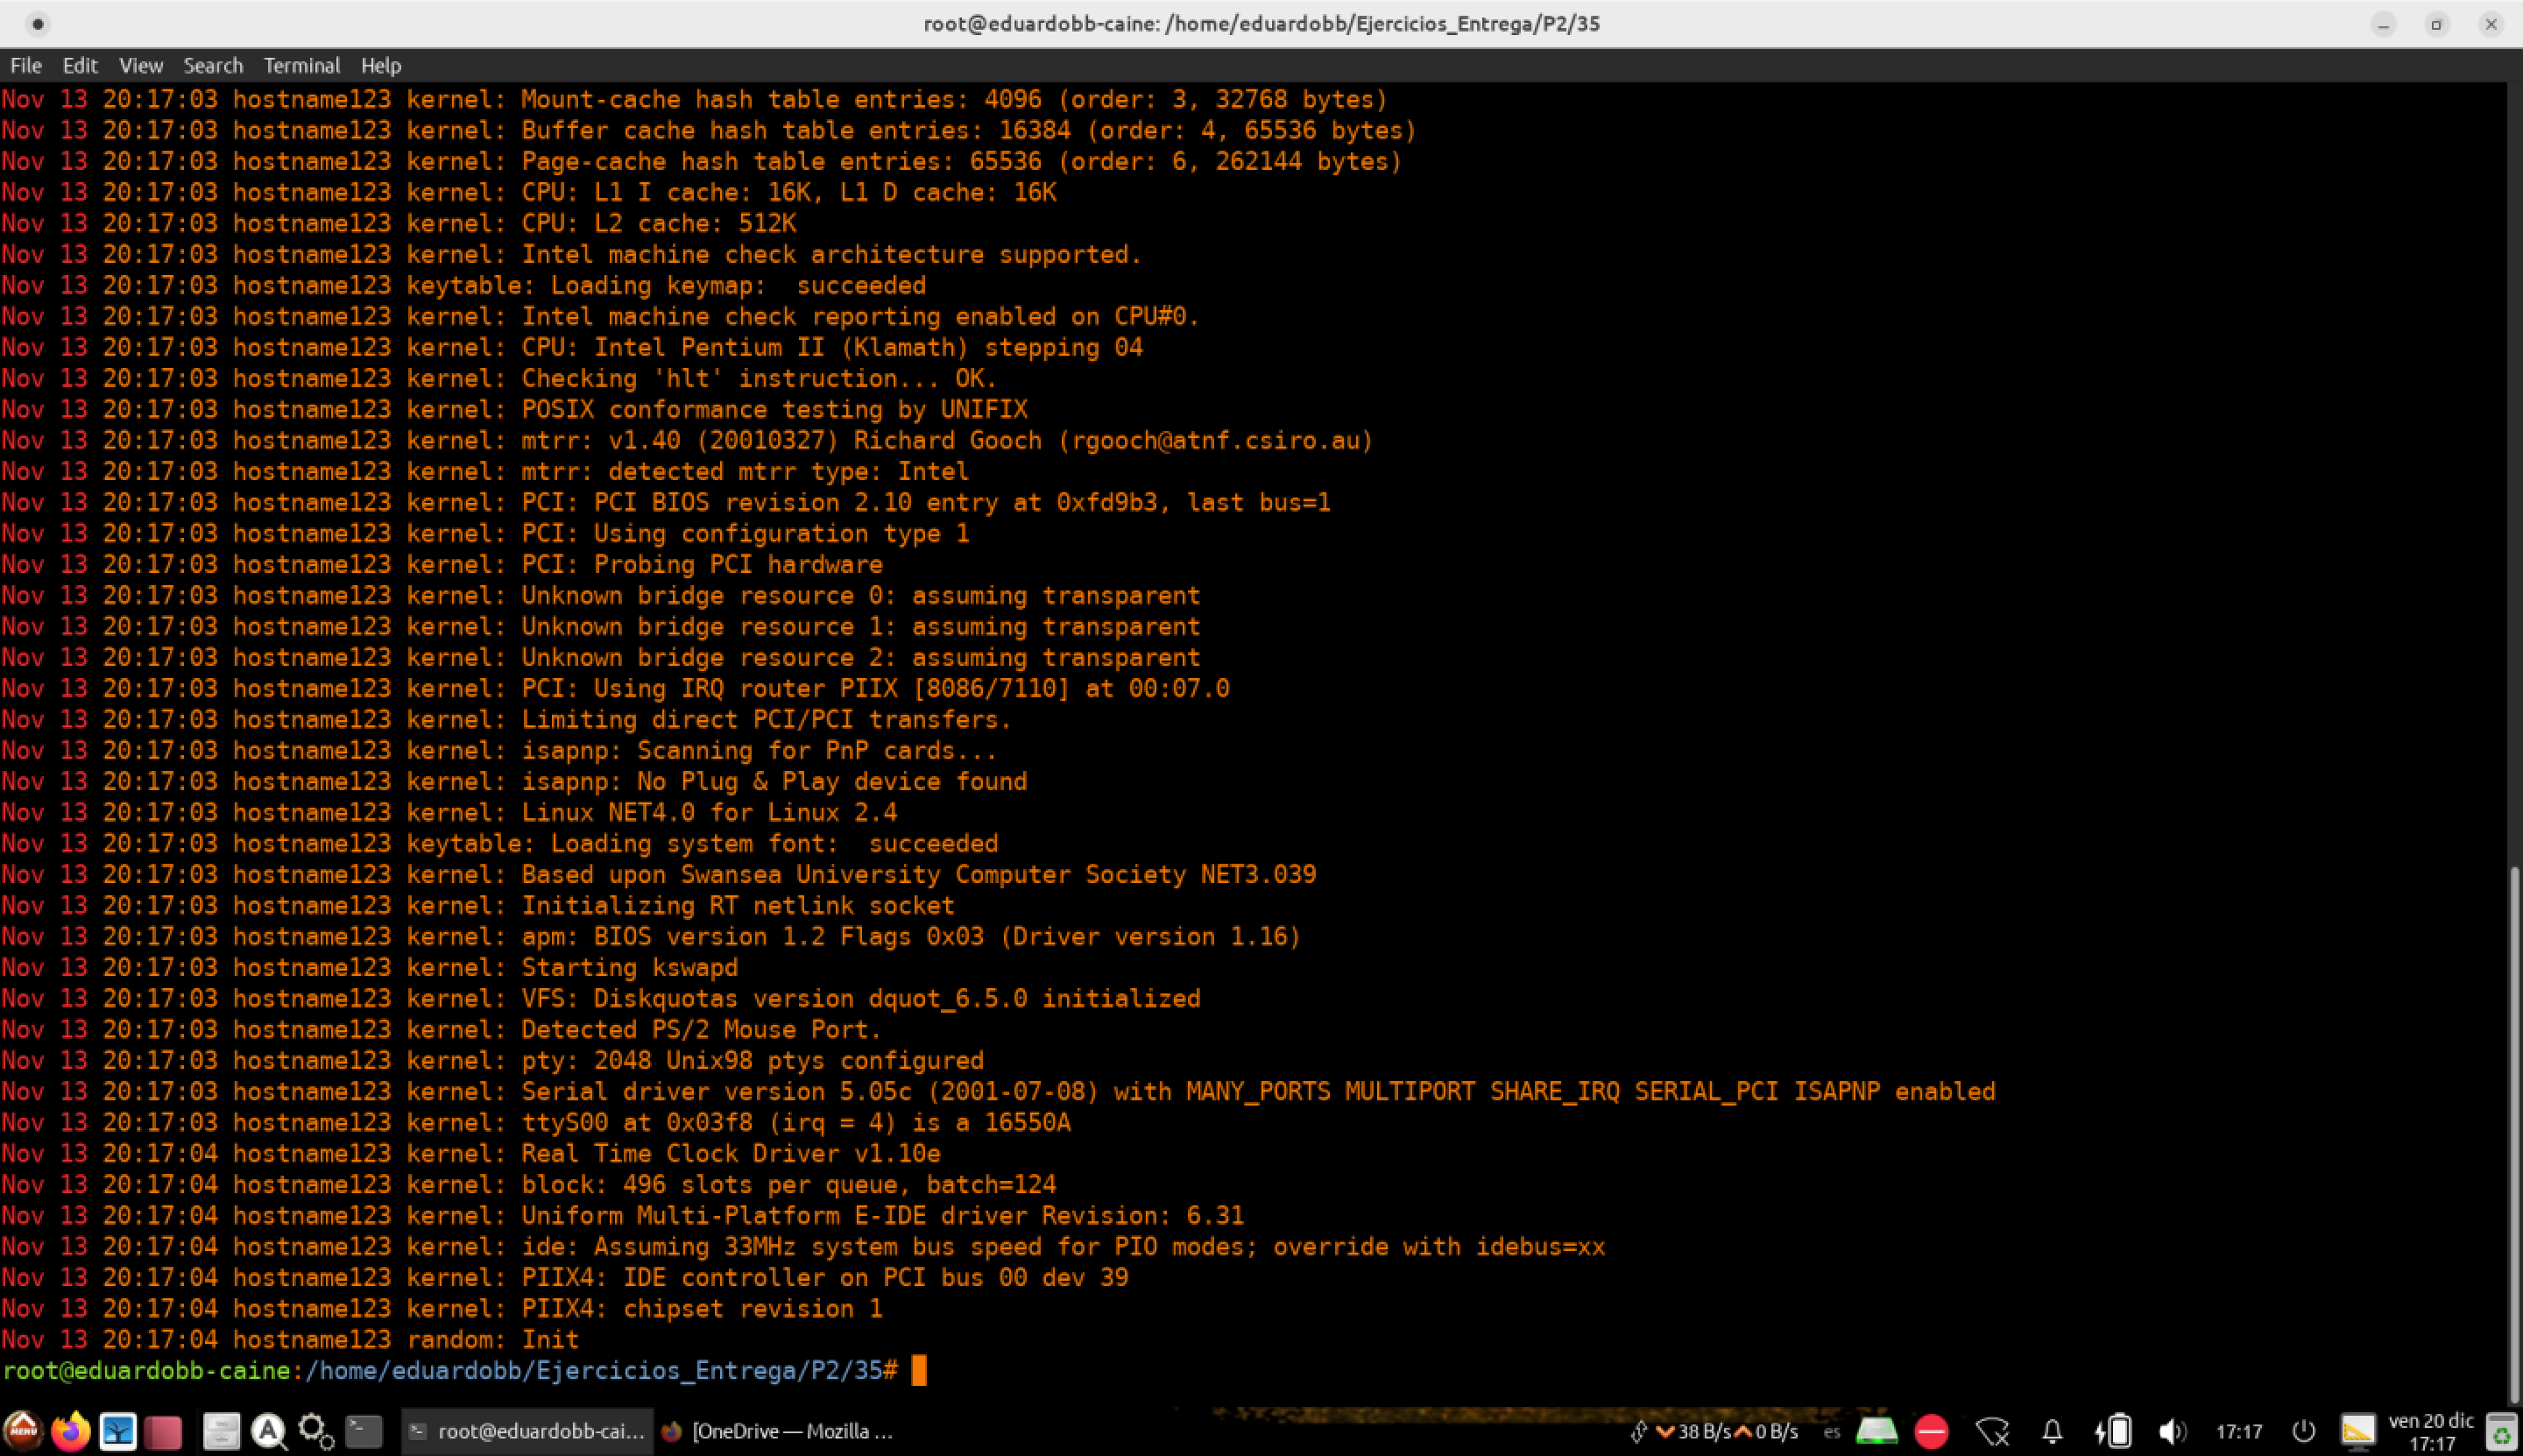 root@eduardobb-caine: /home/eduardobb/Ejercicios_Entrega/P2/35
File Edit View Search Terminal Help
Nov 13 20:17:03 hostname123 kernel: Mount-cache hash table entries: 4096 (order: 3, 32768 bytes)
Nov 13 20:17:03 hostname123 kernel: Buffer cache hash table entries: 16384 (order: 4, 65536 bytes)
Nov 13 20:17:03 hostname123 kernel: Page-cache hash table entries: 65536 (order: 6, 262144 bytes)
Nov 13 20:17:03 hostname123 kernel: CPU: L1 I cache: 16K, L1 D cache: 16K
Nov 13 20:17:03 hostname123 kernel: CPU: L2 cache: 512K
Nov 13 20:17:03 hostname123 kernel: Intel machine check architecture supported.
Nov 13 20:17:03 hostname123 keytable: Loading keymap:  succeeded
Nov 13 20:17:03 hostname123 kernel: Intel machine check reporting enabled on CPU#0.
Nov 13 20:17:03 hostname123 kernel: CPU: Intel Pentium II (Klamath) stepping 04
Nov 13 20:17:03 hostname123 kernel: Checking 'hlt' instruction... OK.
Nov 13 20:17:03 hostname123 kernel: POSIX conformance testing by UNIFIX
Nov 13 20:17:03 hostname123 kernel: mtrr: v1.40 (20010327) Richard Gooch (rgooch@atnf.csiro.au)
Nov 13 20:17:03 hostname123 kernel: mtrr: detected mtrr type: Intel
Nov 13 20:17:03 hostname123 kernel: PCI: PCI BIOS revision 2.10 entry at 0xfd9b3, last bus=1
Nov 13 20:17:03 hostname123 kernel: PCI: Using configuration type 1
Nov 13 20:17:03 hostname123 kernel: PCI: Probing PCI hardware
Nov 13 20:17:03 hostname123 kernel: Unknown bridge resource 0: assuming transparent
Nov 13 20:17:03 hostname123 kernel: Unknown bridge resource 1: assuming transparent
Nov 13 20:17:03 hostname123 kernel: Unknown bridge resource 2: assuming transparent
Nov 13 20:17:03 hostname123 kernel: PCI: Using IRQ router PIIX [8086/7110] at 00:07.0
Nov 13 20:17:03 hostname123 kernel: Limiting direct PCI/PCI transfers.
Nov 13 20:17:03 hostname123 kernel: isapnp: Scanning for PnP cards...
Nov 13 20:17:03 hostname123 kernel: isapnp: No Plug & Play device found
Nov 13 20:17:03 hostname123 kernel: Linux NET4.0 for Linux 2.4
Nov 13 20:17:03 hostname123 keytable: Loading system font:  succeeded
Nov 13 20:17:03 hostname123 kernel: Based upon Swansea University Computer Society NET3.039
Nov 13 20:17:03 hostname123 kernel: Initializing RT netlink socket
Nov 13 20:17:03 hostname123 kernel: apm: BIOS version 1.2 Flags 0x03 (Driver version 1.16)
Nov 13 20:17:03 hostname123 kernel: Starting kswapd
Nov 13 20:17:03 hostname123 kernel: VFS: Diskquotas version dquot_6.5.0 initialized
Nov 13 20:17:03 hostname123 kernel: Detected PS/2 Mouse Port.
Nov 13 20:17:03 hostname123 kernel: pty: 2048 Unix98 ptys configured
Nov 13 20:17:03 hostname123 kernel: Serial driver version 5.05c (2001-07-08) with MANY_PORTS MULTIPORT SHARE_IRQ SERIAL_PCI ISAPNP enabled
Nov 13 20:17:03 hostname123 kernel: ttyS00 at 0x03f8 (irq = 4) is a 16550A
Nov 13 20:17:04 hostname123 kernel: Real Time Clock Driver v1.10e
Nov 13 20:17:04 hostname123 kernel: block: 496 slots per queue, batch=124
Nov 13 20:17:04 hostname123 kernel: Uniform Multi-Platform E-IDE driver Revision: 6.31
Nov 13 20:17:04 hostname123 kernel: ide: Assuming 33MHz system bus speed for PIO modes; override with idebus=xx
Nov 13 20:17:04 hostname123 kernel: PIIX4: IDE controller on PCI bus 00 dev 39
Nov 13 20:17:04 hostname123 kernel: PIIX4: chipset revision 1
Nov 13 20:17:04 hostname123 random: Init
root@eduardobb-caine:/home/eduardobb/Ejercicios_Entrega/P2/35#
MENU root@eduardobb-cai... [OneDrive — Mozilla ... 38 B/s 0 B/s es 17:17 ven 20 dic
17:17